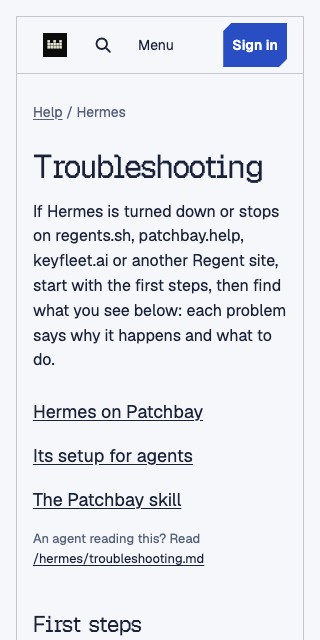 Menu
Sign in
Help / Hermes
Troubleshooting
If Hermes is turned down or stops
on regents.sh, patchbay.help,
keyfleet.ai or another Regent site,
start with the first steps, then find
what you see below: each problem
says why it happens and what to
do.
Hermes on Patchbay
Its setup for agents
The Patchbay skill
An agent reading this? Read
/hermes/troubleshooting.md
First steps